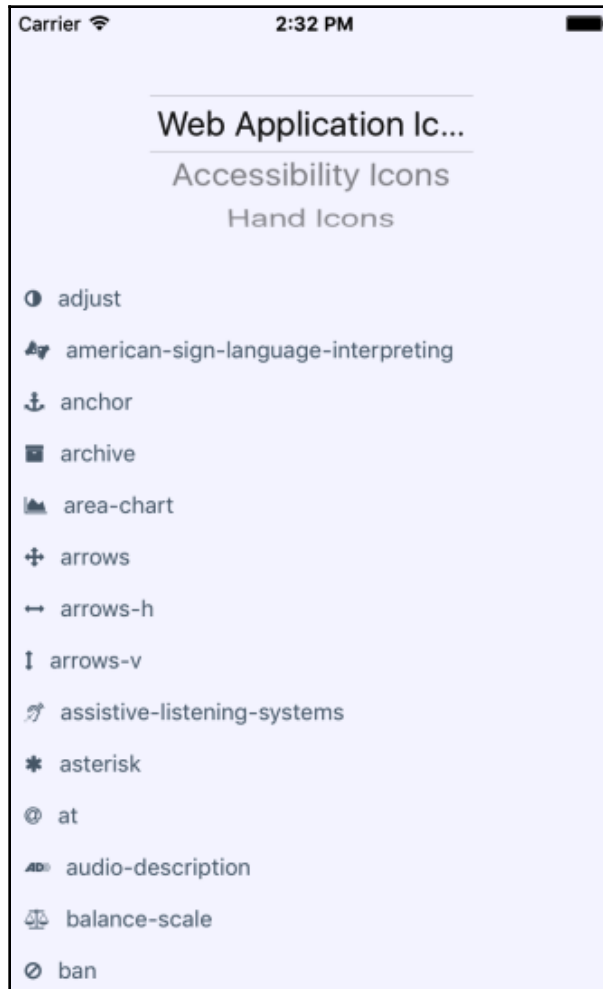 Carrier 2:32 PM
Web Application Ic...
Accessibility Icons
Hand Icons
adjust
american-sign-language-interpreting
anchor
archive
area-chart
arrows
arrows-h
arrows-v
assistive-listening-systems
asterisk
@ at
AD audio-description
balance-scale
ban